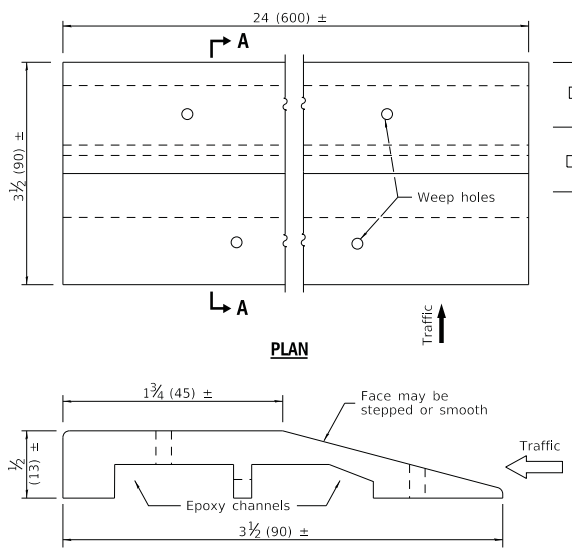 24 (600) ±
A
3½ (90) ±
Weep holes
A
Traffic
PLAN
1¾ (45) ±
Face may be
stepped or smooth
½
(13) ±
Traffic
Epoxy channels
3½ (90) ±